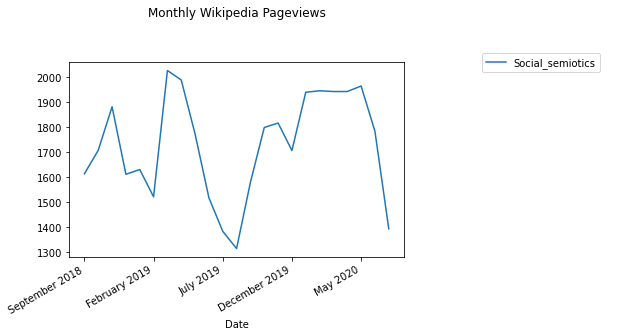 Monthly Wikipedia Pageviews
Social_semiotics
2000
1900
1800
1700
1600
1500
1400
1300
September 2018
February 2019
July 2019
December 2019
May 2020
Date